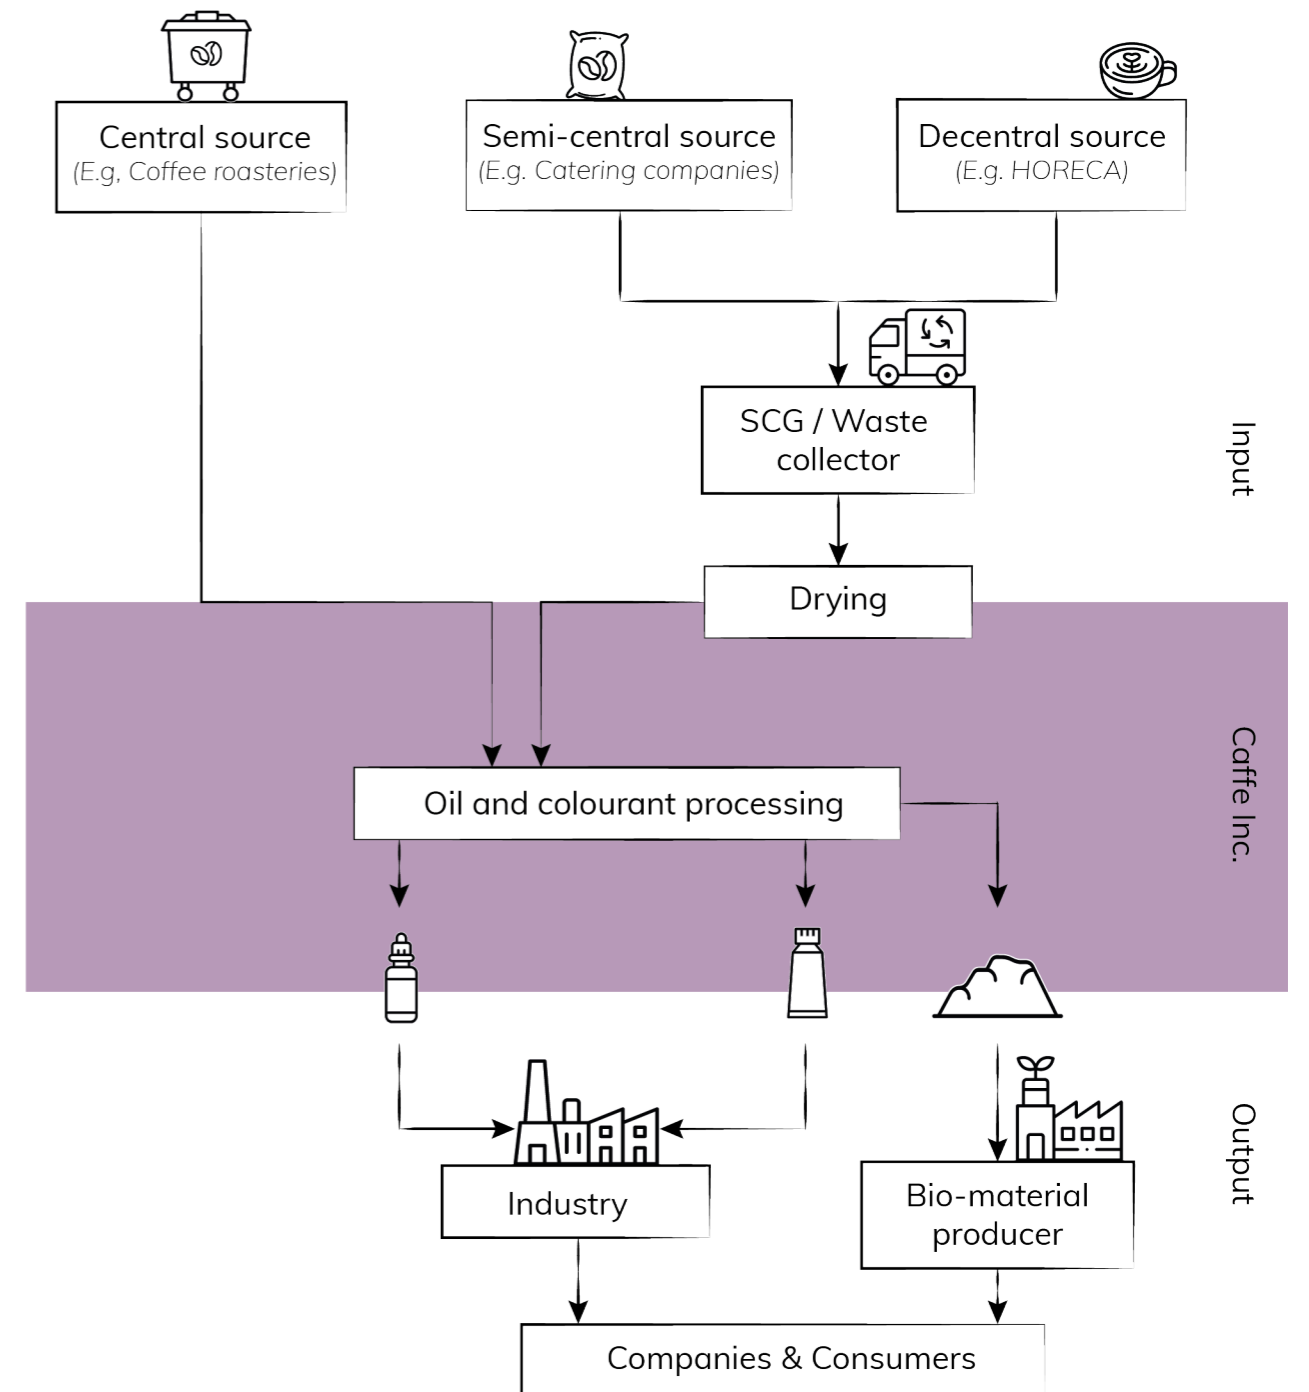 Central source
(E.g, Coffee roasteries)
Semi-central source
(E.g. Catering companies)
Decentral source
(E.g. HORECA)
SCG / Waste
collector
Input
Drying
Caffe Inc.
Oil and colourant processing
Output
Industry
Bio-material
producer
Companies & Consumers